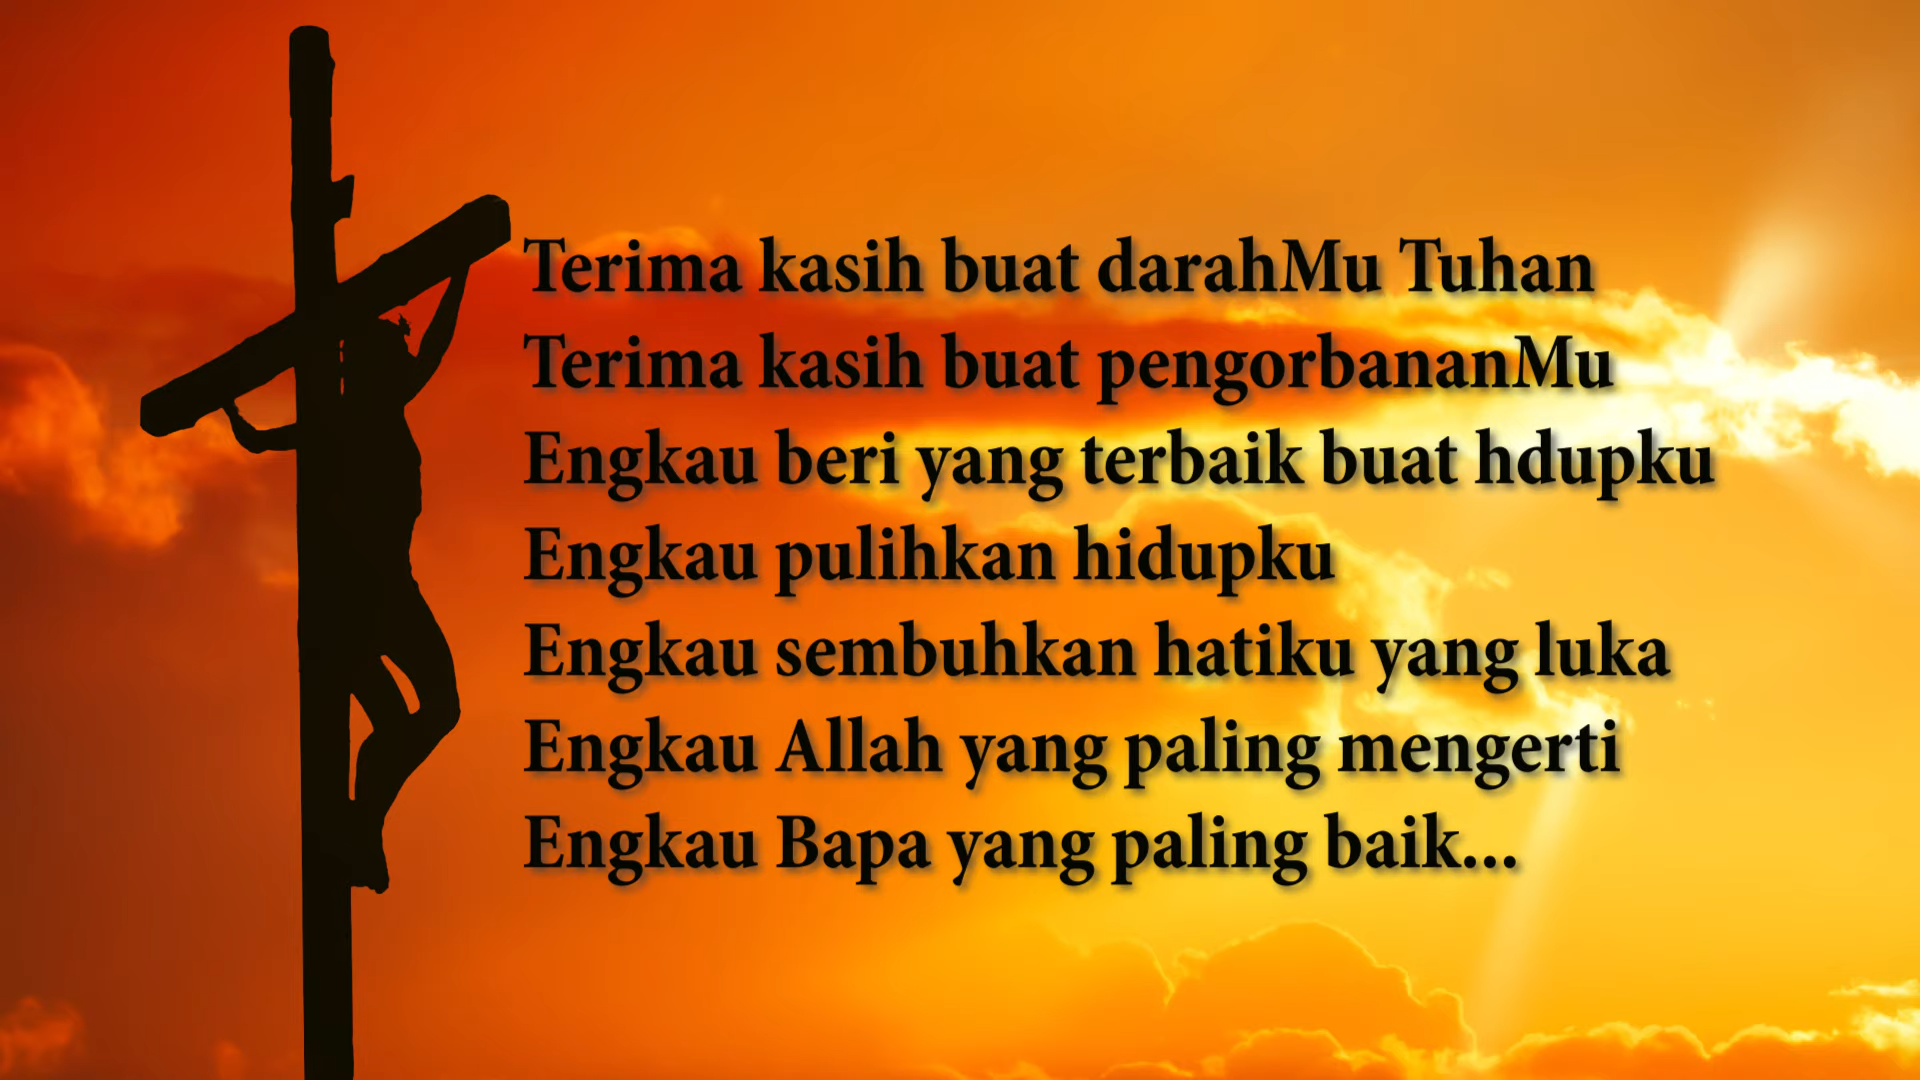 Terima kasih buat darahMu Tuhan
Terima kasih buat pengorbananMu
Engkau beri yang terbaik buat hdupku
Engkau pulihkan hidupku
Engkau sembuhkan hatiku yang luka
Engkau Allah yang paling mengerti
Engkau Bapa yang paling baik...